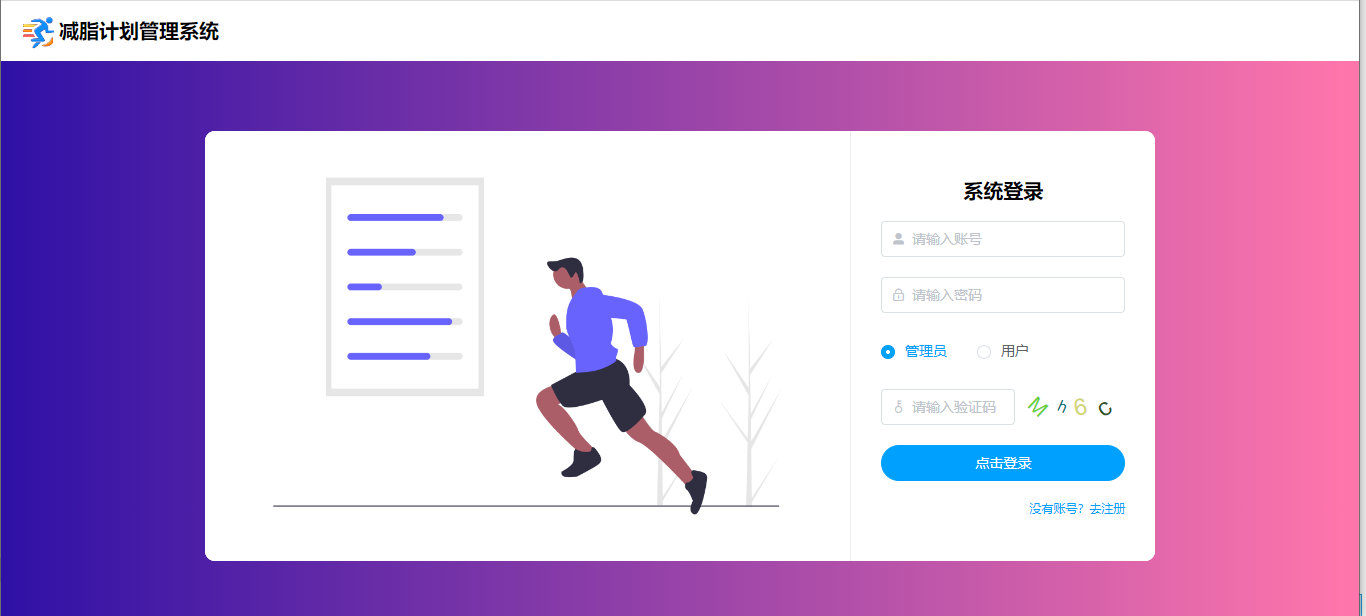 减脂计划管理系统
系统登录
请输入账号
请输入密码
管理员 用户
请输入验证码 Mh6C
点击登录
没有账号？去注册